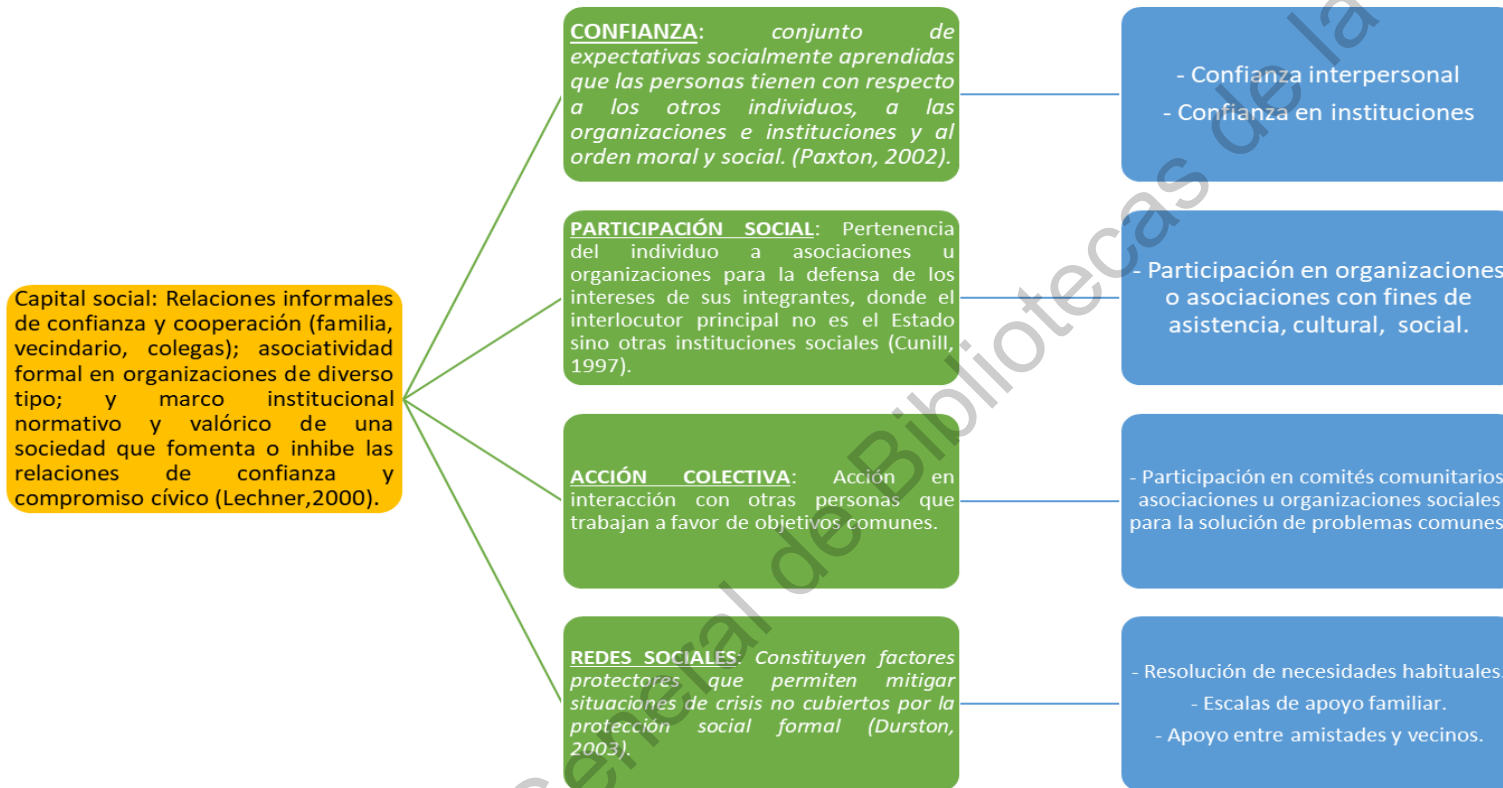 Capital social: Relaciones informales
de confianza y cooperación (familia,
vecindario, colegas); asociatividad
formal en organizaciones de diverso
tipo; y marco institucional
normativo y valórico de una
sociedad que fomenta o inhibe las
relaciones de confianza y
compromiso cívico (Lechner,2000).
CONFIANZA: conjunto de
expectativas socialmente aprendidas
que las personas tienen con respecto
a los otros individuos, a las
organizaciones e instituciones y al
orden moral y social. (Paxton, 2002).
- Confianza interpersonal
- Confianza en instituciones
PARTICIPACIÓN SOCIAL: Pertenencia
del individuo a asociaciones u
organizaciones para la defensa de los
intereses de sus integrantes, donde el
interlocutor principal no es el Estado
sino otras instituciones sociales (Cunill,
1997).
- Participación en organizaciones
o asociaciones con fines de
asistencia, cultural, social.
ACCIÓN COLECTIVA: Acción en
interacción con otras personas que
trabajan a favor de objetivos comunes.
- Participación en comités comunitarios
asociaciones u organizaciones sociales
para la solución de problemas comunes
REDES SOCIALES: Constituyen factores
protectores que permiten mitigar
situaciones de crisis no cubiertos por la
protección social formal (Durston,
2003).
- Resolución de necesidades habituales.
- Escalas de apoyo familiar.
- Apoyo entre amistades y vecinos.
General de Bibliotecas de la